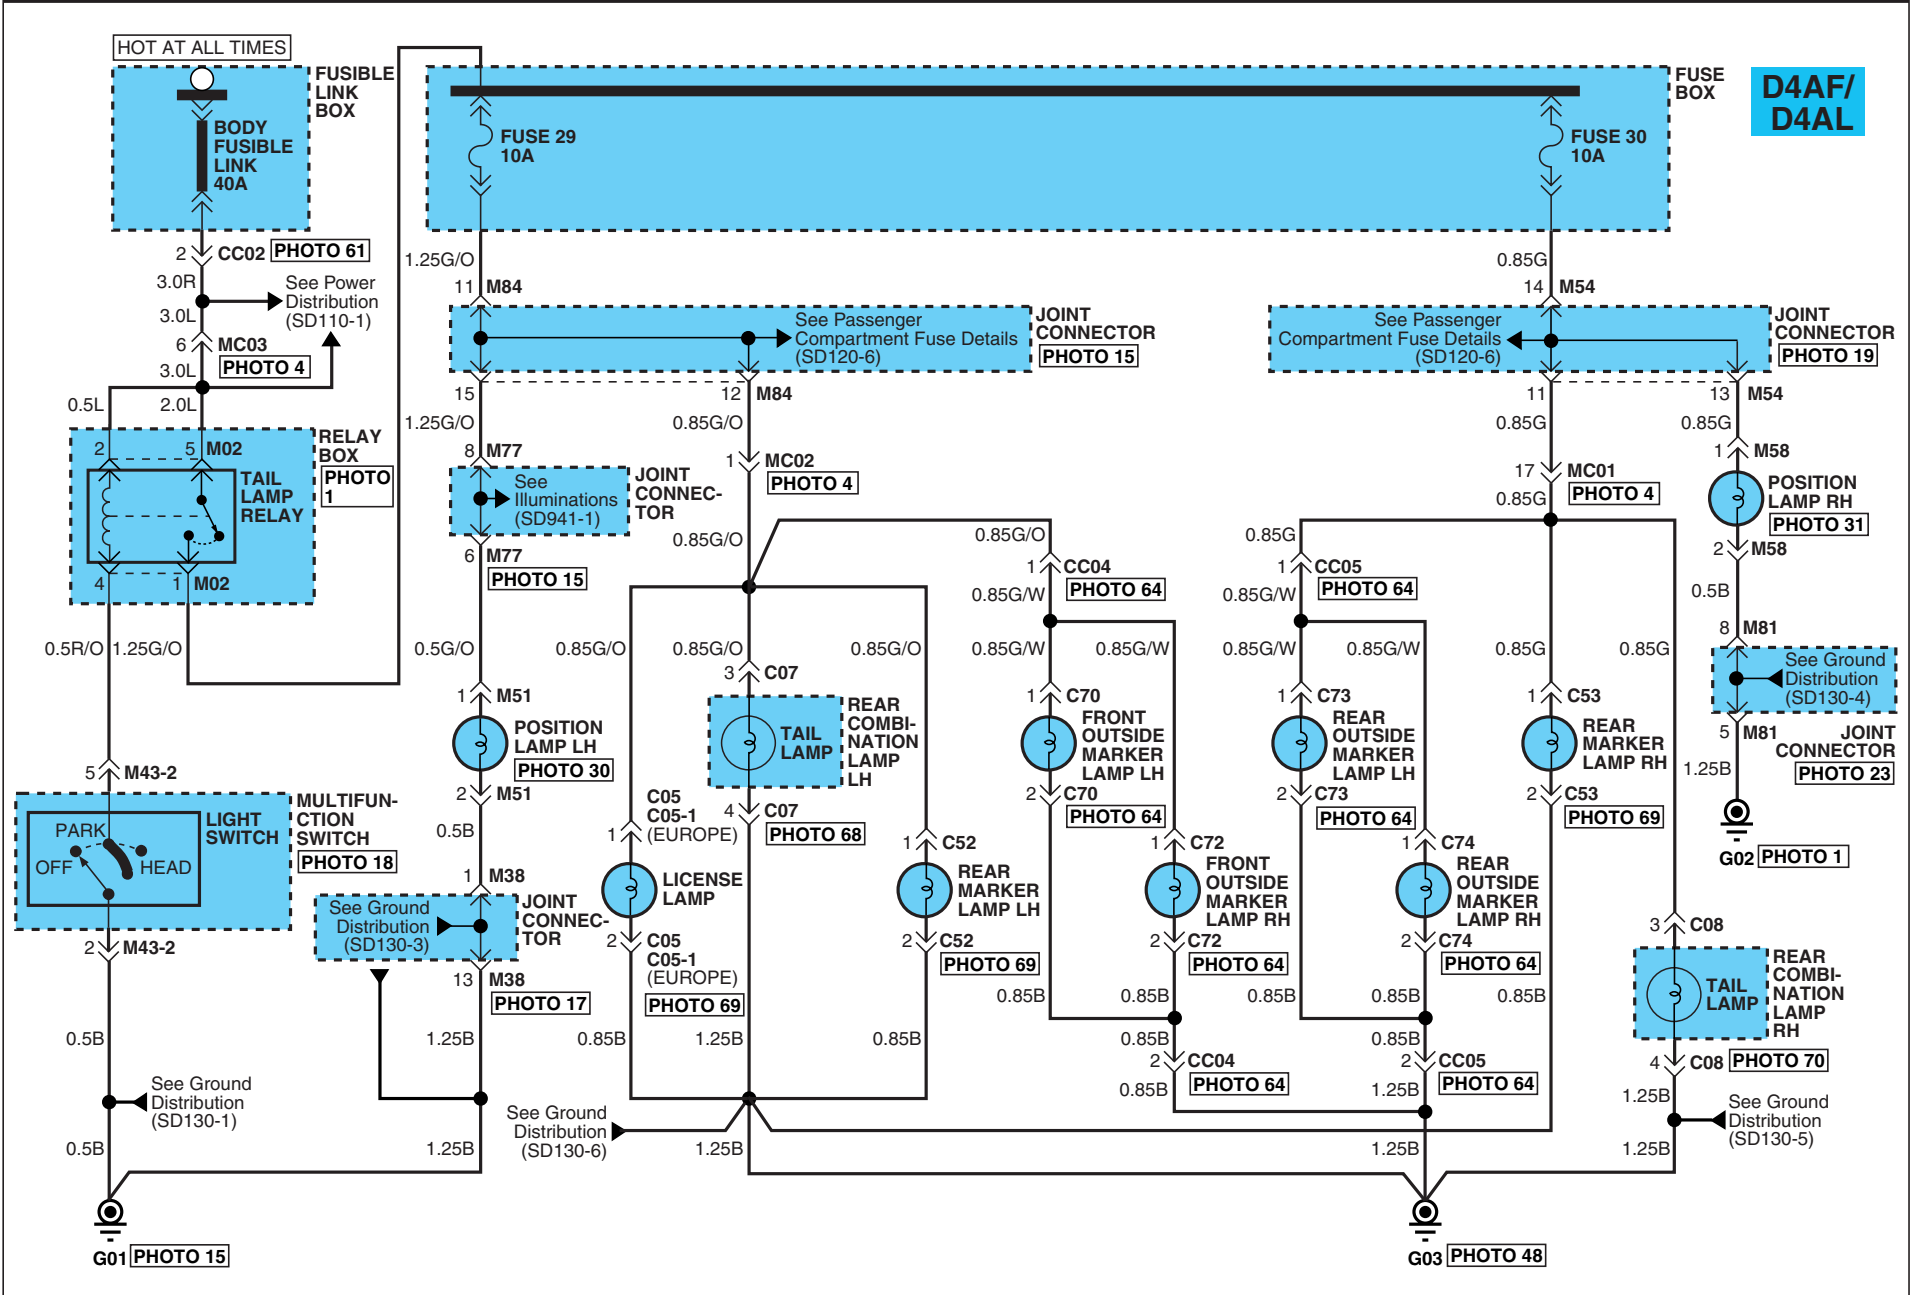 HOT AT ALL TIMES
FUSIBLE
LINK
BOX
BODY
FUSIBLE
LINK
40A
2 CC02 PHOTO 61
3.0R
See Power
Distribution
(SD110-1)
3.0L
6 MC03
PHOTO 4
3.0L
0.5L
2.0L
RELAY
BOX
PHOTO
1
2
5 M02
TAIL
LAMP
RELAY
4
1 M02
0.5R/O
1.25G/O
5 M43-2
MULTIFUN-
CTION
SWITCH
PHOTO 18
LIGHT
SWITCH
PARK
OFF
HEAD
2 M43-2
0.5B
See Ground
Distribution
(SD130-1)
0.5B
G01 PHOTO 15
FUSE
BOX
D4AF/
D4AL
FUSE 29
10A
FUSE 30
10A
1.25G/O
11 M84
See Passenger
Compartment Fuse Details
(SD120-6)
JOINT
CONNECTOR
PHOTO 15
15
12 M84
1.25G/O
0.85G/O
8 M77
See
Illuminations
(SD941-1)
JOINT
CONNEC-
TOR
6 M77
PHOTO 15
0.5G/O
1 M51
POSITION
LAMP LH
PHOTO 30
2 M51
0.5B
1 M38
See Ground
Distribution
(SD130-3)
JOINT
CONNEC-
TOR
13 M38
PHOTO 17
1.25B
1.25B
1 MC02
PHOTO 4
0.85G/O
0.85G/O
0.85G/O
0.85G/O
3 C07
TAIL
LAMP
REAR
COMBI-
NATION
LAMP
LH
4 C07
PHOTO 68
C05
C05-1
(EUROPE)
1
LICENSE
LAMP
2 C05
C05-1
(EUROPE)
PHOTO 69
1 C52
REAR
MARKER
LAMP LH
2 C52
PHOTO 69
0.85B
1.25B
0.85B
See Ground
Distribution
(SD130-6)
1.25B
0.85G/O
1 CC04
PHOTO 64
0.85G/W
0.85G/W
0.85G/W
1 C70
FRONT
OUTSIDE
MARKER
LAMP LH
2 C70
PHOTO 64
1 C72
FRONT
OUTSIDE
MARKER
LAMP RH
2 C72
PHOTO 64
0.85B
0.85B
0.85B
2 CC04
PHOTO 64
0.85B
0.85G
14 M54
See Passenger
Compartment Fuse Details
(SD120-6)
JOINT
CONNECTOR
PHOTO 19
11
13 M54
0.85G
0.85G
17 MC01
PHOTO 4
0.85G
0.85G
1 CC05
PHOTO 64
0.85G/W
0.85G/W
0.85G/W
1 C73
REAR
OUTSIDE
MARKER
LAMP LH
2 C73
PHOTO 64
1 C74
REAR
OUTSIDE
MARKER
LAMP RH
2 C74
PHOTO 64
0.85B
0.85B
0.85B
2 CC05
PHOTO 64
1.25B
1.25B
G03 PHOTO 48
0.85G
1 C53
REAR
MARKER
LAMP RH
2 C53
PHOTO 69
0.85B
0.85G
3 C08
TAIL
LAMP
REAR
COMBI-
NATION
LAMP
RH
4 C08 PHOTO 70
1.25B
See Ground
Distribution
(SD130-5)
1.25B
1 M58
POSITION
LAMP RH
PHOTO 31
2 M58
0.5B
8 M81
See Ground
Distribution
(SD130-4)
5 M81
JOINT
CONNECTOR
PHOTO 23
1.25B
G02 PHOTO 1